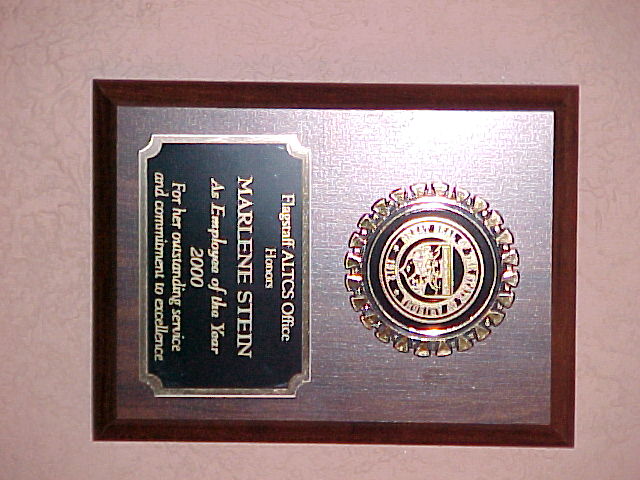 Flagstaff ALTCS Office
Honors
MARLENE STEIN
As Employee of the Year
2000
For her outstanding service
and commitment to excellence